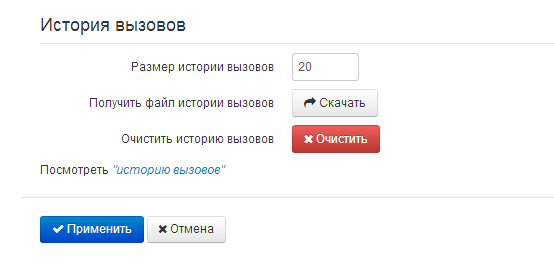 История вызовов
Размер истории вызовов 20
Получить файл истории вызовов Скачать
Очистить историю вызовов Очистить
Посмотреть "историю вызовов"
Применить Отмена